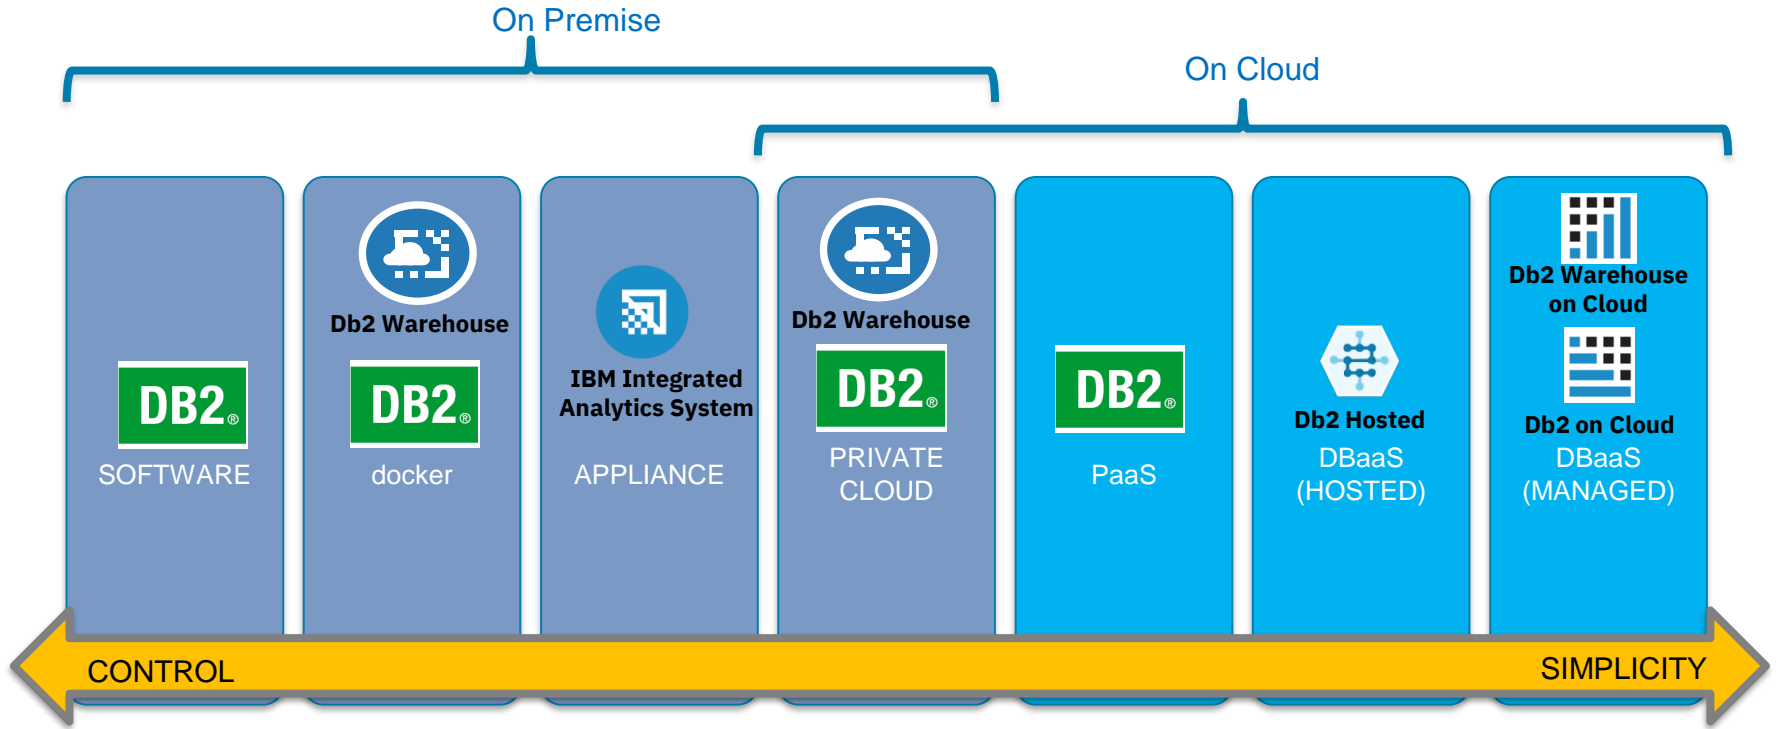 On Premise
On Cloud
DB2®
SOFTWARE
Db2 Warehouse
DB2®
docker
IBM Integrated
Analytics System
APPLIANCE
Db2 Warehouse
DB2®
PRIVATE
CLOUD
DB2®
PaaS
Db2 Hosted
DBaaS
(HOSTED)
Db2 Warehouse
on Cloud
Db2 on Cloud
DBaaS
(MANAGED)
CONTROL
SIMPLICITY